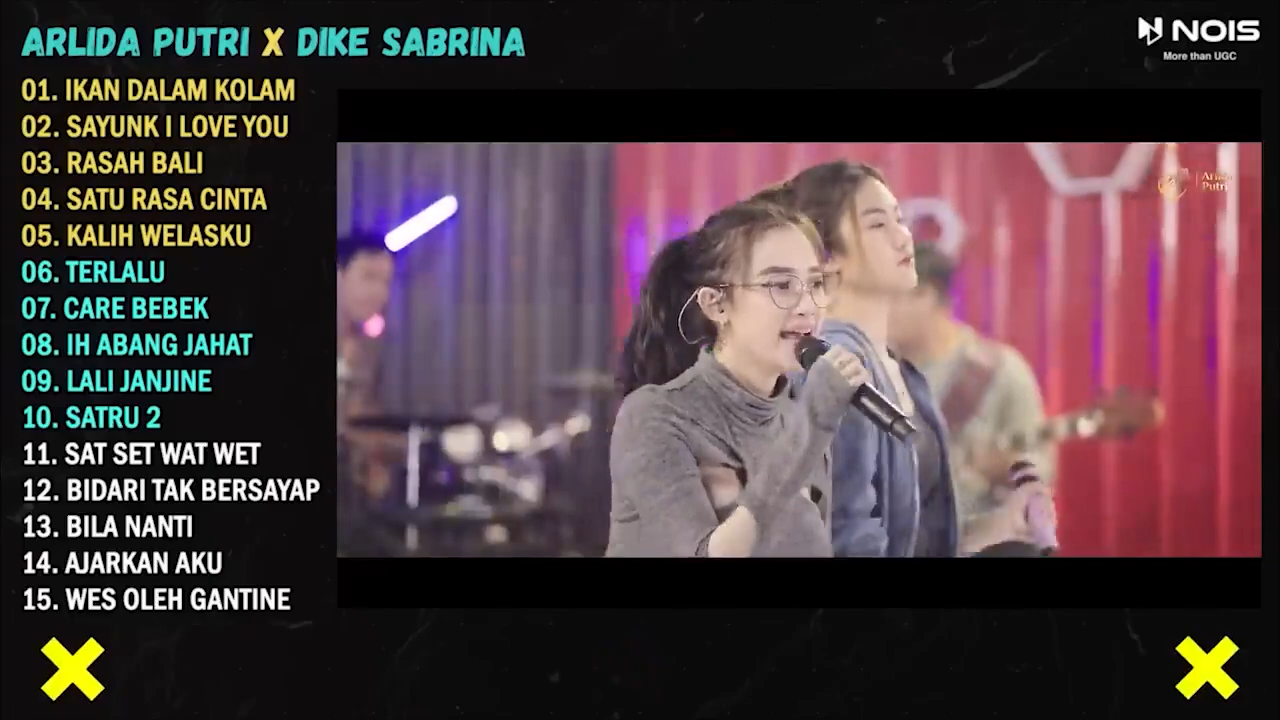 ARLIDA PUTRI X DIKE SABRINA
NOIS
More than UGC
01. IKAN DALAM KOLAM
02. SAYUNK I LOVE YOU
03. RASAH BALI
04. SATU RASA CINTA
05. KALIH WELASKU
06. TERLALU
07. CARE BEBEK
08. IH ABANG JAHAT
09. LALI JANJINE
10. SATRU 2
11. SAT SET WAT WET
12. BIDARI TAK BERSAYAP
13. BILA NANTI
14. AJARKAN AKU
15. WES OLEH GANTINE
Arlida
Putri